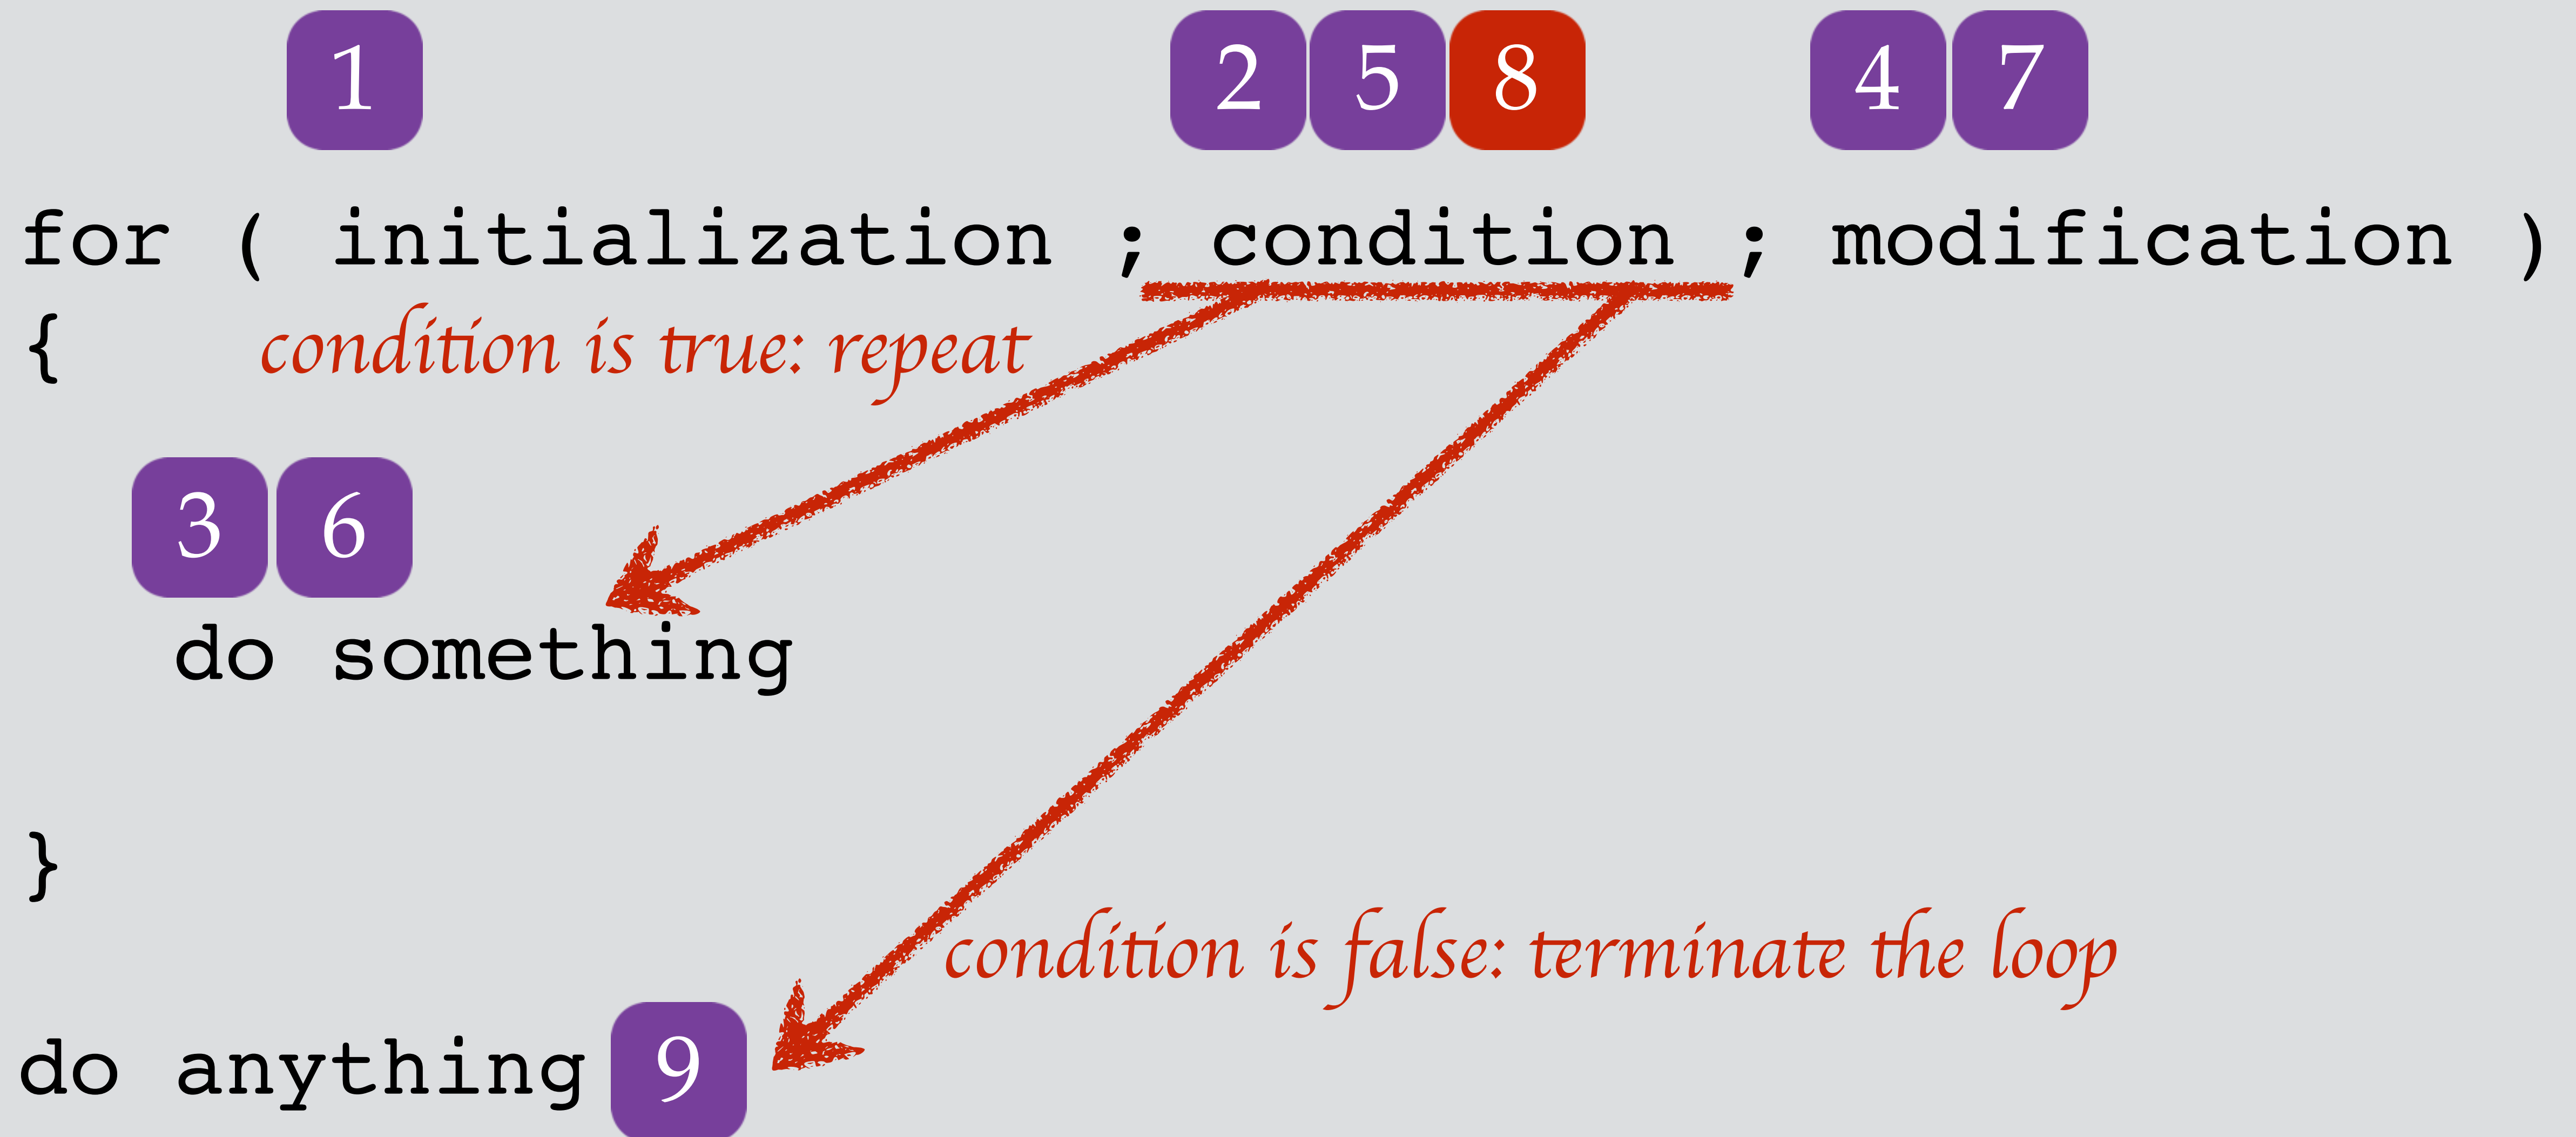 1 2 5 8 4 7
for ( initialization ; condition ; modification )
{ condition is true: repeat
3 6
do something
}
condition is false: terminate the loop
do anything 9